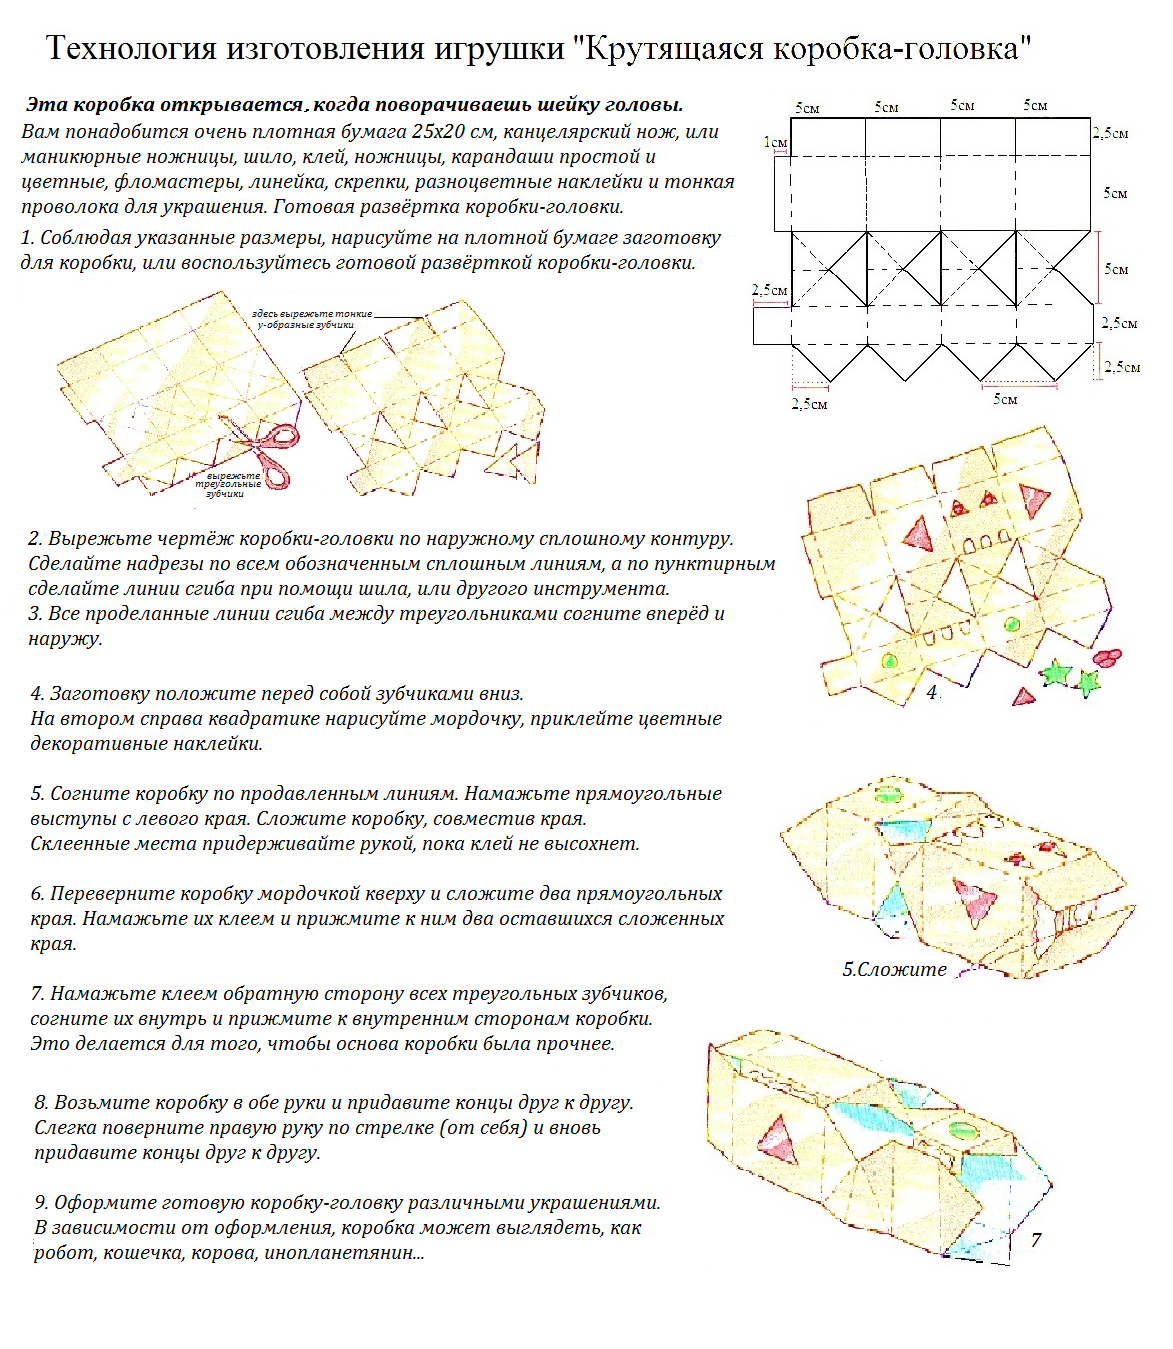 Технология изготовления игрушки "Крутящаяся коробка-головка"
Эта коробка открывается, когда поворачиваешь шейку головы.
Вам понадобится очень плотная бумага 25х20 см, канцелярский нож, или
маникюрные ножницы, шило, клей, ножницы, карандаши простой и
цветные, фломастеры, линейка, скрепки, разноцветные наклейки и тонкая
проволока для украшения. Готовая развёртка коробки-головки.
1. Соблюдая указанные размеры, нарисуйте на плотной бумаге заготовку
для коробки, или воспользуйтесь готовой развёрткой коробки-головки.
5см
5см
5см
5см
2,5см
1см
5см
5см
2,5см
2,5см
2,5см
2,5см
5см
здесь вырежьте тонкие
у-образные зубчики
вырежьте
треугольные
зубчики
2. Вырежьте чертёж коробки-головки по наружному сплошному контуру.
Сделайте надрезы по всем обозначенным сплошным линиям, а по пунктирным
сделайте линии сгиба при помощи шила, или другого инструмента.
3. Все проделанные линии сгиба между треугольниками согните вперёд и
наружу.
4. Заготовку положите перед собой зубчиками вниз.
На втором справа квадратике нарисуйте мордочку, приклейте цветные
декоративные наклейки.
4.
5. Согните коробку по продавленным линиям. Намажьте прямоугольные
выступы с левого края. Сложите коробку, совместив края.
Склеенные места придерживайте рукой, пока клей не высохнет.
6. Переверните коробку мордочкой кверху и сложите два прямоугольных
края. Намажьте их клеем и прижмите к ним два оставшихся сложенных
края.
5.Сложите
7. Намажьте клеем обратную сторону всех треугольных зубчиков,
согните их внутрь и прижмите к внутренним сторонам коробки.
Это делается для того, чтобы основа коробки была прочнее.
8. Возьмите коробку в обе руки и придавите концы друг к другу.
Слегка поверните правую руку по стрелке (от себя) и вновь
придавите концы друг к другу.
9. Оформите готовую коробку-головку различными украшениями.
В зависимости от оформления, коробка может выглядеть, как
робот, кошечка, корова, инопланетянин...
7